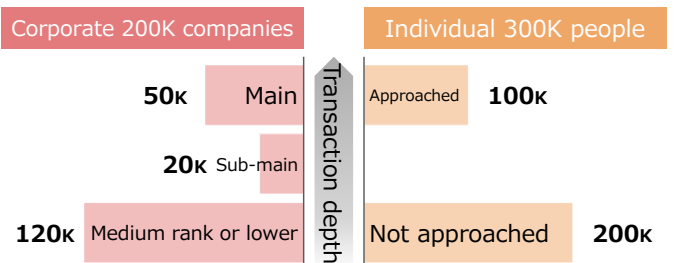 Corporate 200K companies
Individual 300K people
50K Main
Transaction depth
Approached 100K
20K Sub-main
120K Medium rank or lower
Not approached 200K